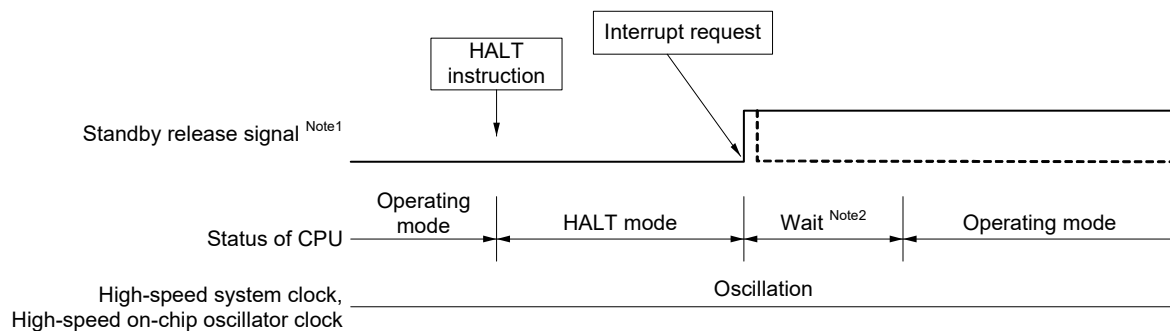 Interrupt request
HALT
instruction
Standby release signal Note1
Operating
mode
HALT mode
Wait Note2
Operating mode
Status of CPU
Oscillation
High-speed system clock,
High-speed on-chip oscillator clock